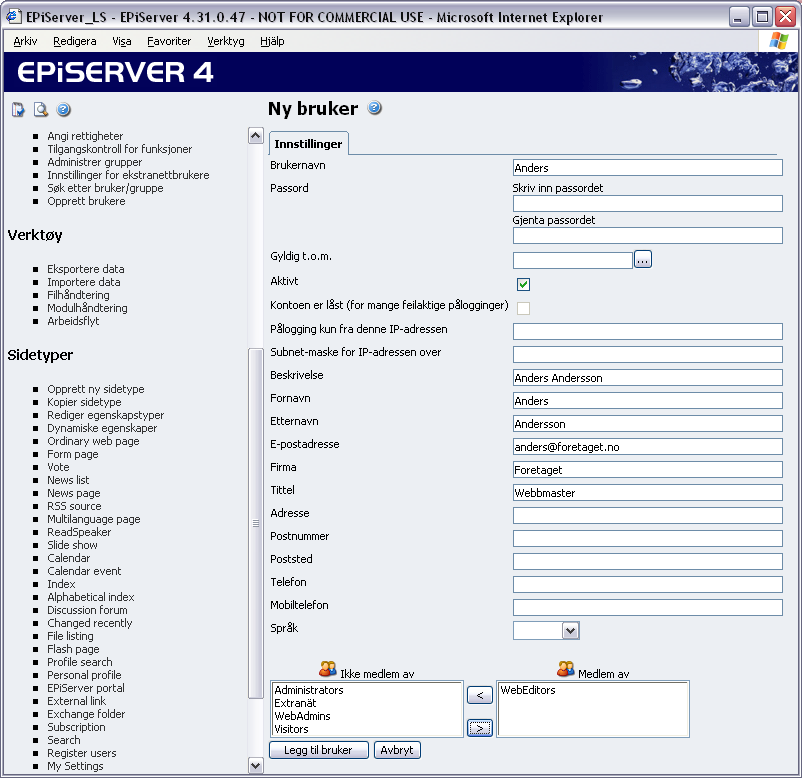 EPiServer_LS - EPiServer 4.31.0.47 - NOT FOR COMMERCIAL USE - Microsoft Internet Explorer
Arkiv Redigera Visa Favoriter Verktyg Hjälp
EPiSERVER 4
Angi rettigheter
Tilgangskontroll for funksjoner
Administrer grupper
Innstillinger for ekstranettbrukere
Søk etter bruker/gruppe
Opprett brukere
Verktøy
Eksportere data
Importere data
Filhåndtering
Modulhåndtering
Arbeidsflyt
Sidetyper
Opprett ny sidetype
Kopier sidetype
Rediger egenskapstyper
Dynamiske egenskaper
Ordinary web page
Form page
Vote
News list
News page
RSS source
Multilanguage page
ReadSpeaker
Slide show
Calendar
Calendar event
Index
Alphabetical index
Discussion forum
Changed recently
File listing
Flash page
Profile search
Personal profile
EPiServer portal
External link
Exchange folder
Subscription
Search
Register users
My Settings
Ny bruker
Innstillinger
Brukernavn Anders
Passord Skriv inn passordet
Gjenta passordet
Gyldig t.o.m. ...
Aktivt
Kontoen er låst (for mange feilaktige pålogginger)
Pålogging kun fra denne IP-adressen
Subnet-maske for IP-adressen over
Beskrivelse Anders Andersson
Fornavn Anders
Etternavn Andersson
E-postadresse anders@foretaget.no
Firma Foretaget
Tittel Webbmaster
Adresse
Postnummer
Poststed
Telefon
Mobiltelefon
Språk
Ikke medlem av
Administrators
Extranät
WebAdmins
Visitors
<
>
Medlem av
WebEditors
Legg til bruker Avbryt